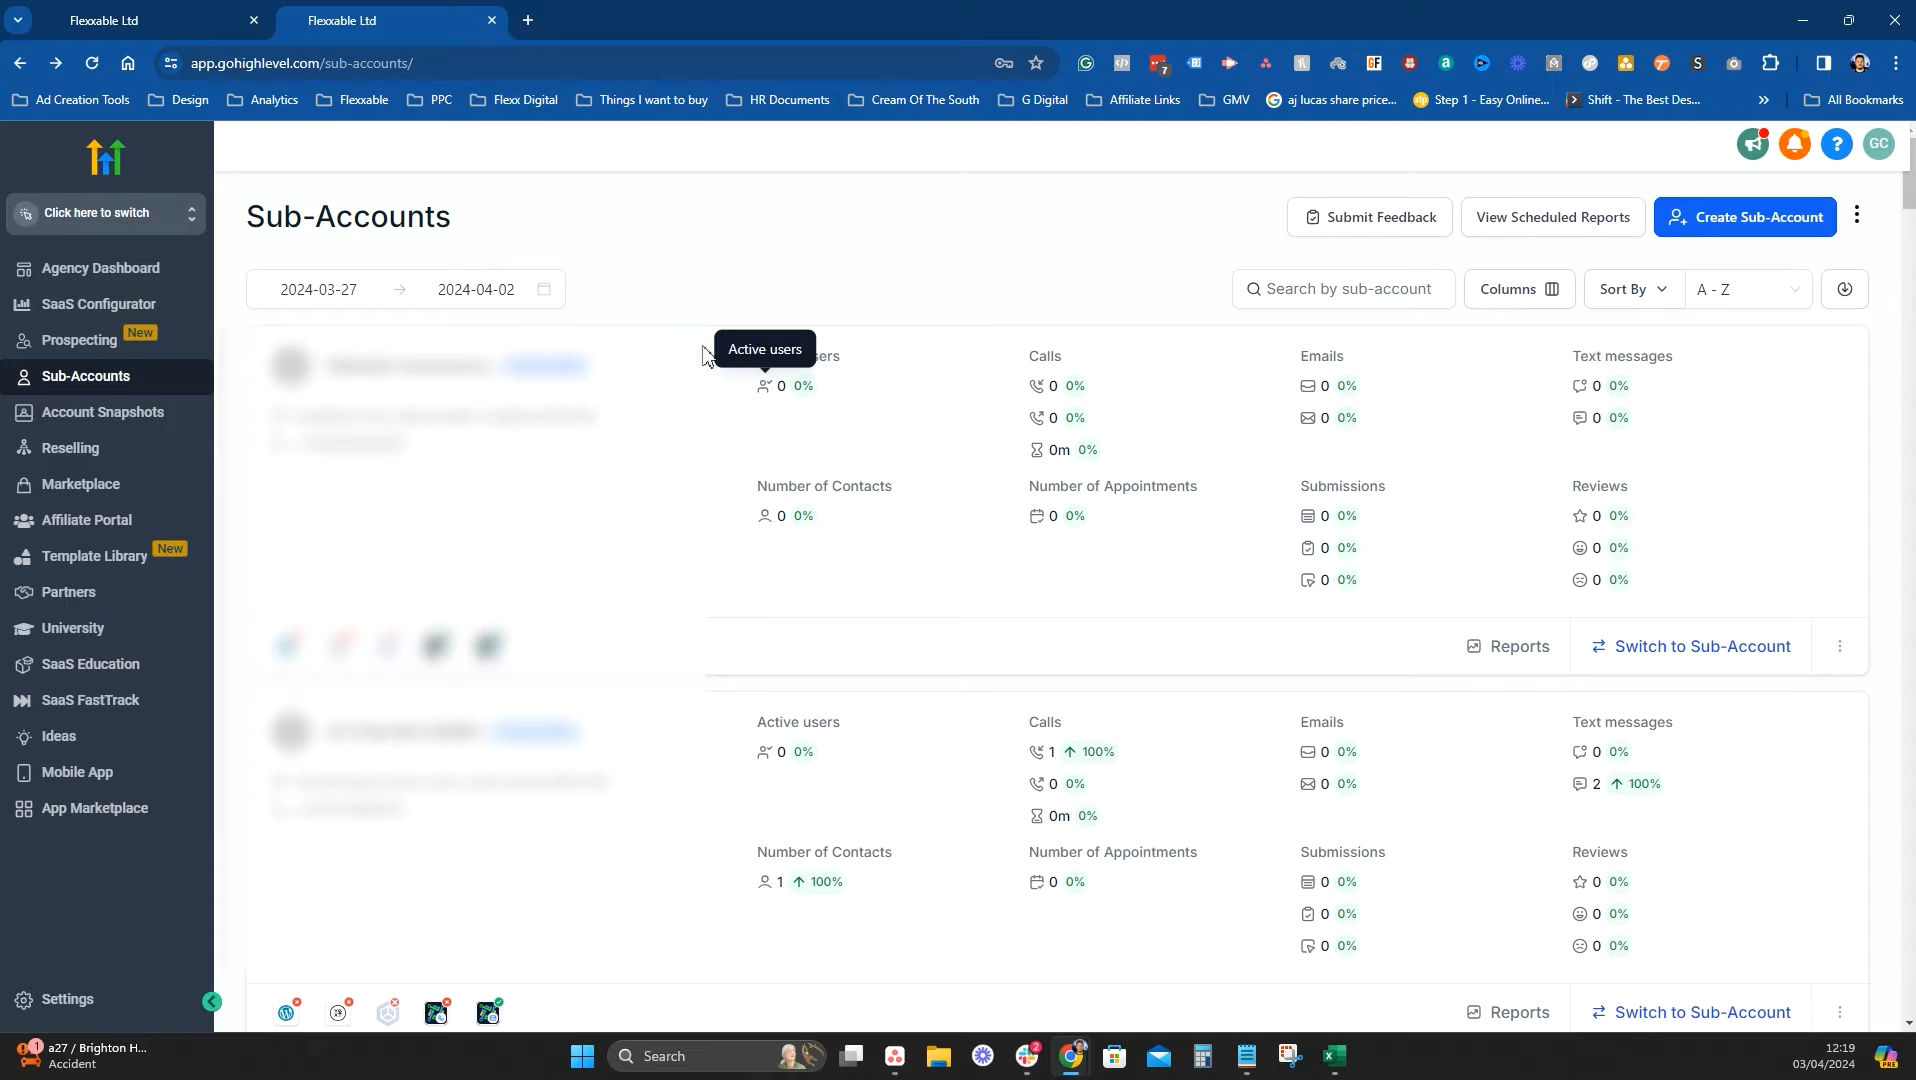 Flexxable Ltd
Flexxable Ltd
app.gohighlevel.com/sub-accounts/
7
Ad Creation Tools
Design
Analytics
Flexxable
PPC
Flexx Digital
Things I want to buy
HR Documents
Cream Of The South
G Digital
Affiliate Links
GMV
aj lucas share price...
Step 1 - Easy Online...
Shift - The Best Des...
All Bookmarks
GC
Click here to switch
Agency Dashboard
SaaS Configurator
Prospecting New
Sub-Accounts
Account Snapshots
Reselling
Marketplace
Affiliate Portal
Template Library New
Partners
University
SaaS Education
SaaS FastTrack
Ideas
Mobile App
App Marketplace
Settings
Sub-Accounts
Submit Feedback
View Scheduled Reports
Create Sub-Account
2024-03-27 → 2024-04-02
Search by sub-account
Columns
Sort By
A - Z
Active users
sers
0 0%
Calls
0 0%
0 0%
0m 0%
Emails
0 0%
0 0%
Text messages
0 0%
0 0%
Number of Contacts
0 0%
Number of Appointments
0 0%
Submissions
0 0%
0 0%
0 0%
Reviews
0 0%
0 0%
0 0%
Reports
Switch to Sub-Account
Active users
0 0%
Calls
1 ↑ 100%
0 0%
0m 0%
Emails
0 0%
0 0%
Text messages
0 0%
2 ↑ 100%
Number of Contacts
1 ↑ 100%
Number of Appointments
0 0%
Submissions
0 0%
0 0%
0 0%
Reviews
0 0%
0 0%
0 0%
Reports
Switch to Sub-Account
1
a27 / Brighton H...
Accident
Search
2
12:19
03/04/2024
PRE